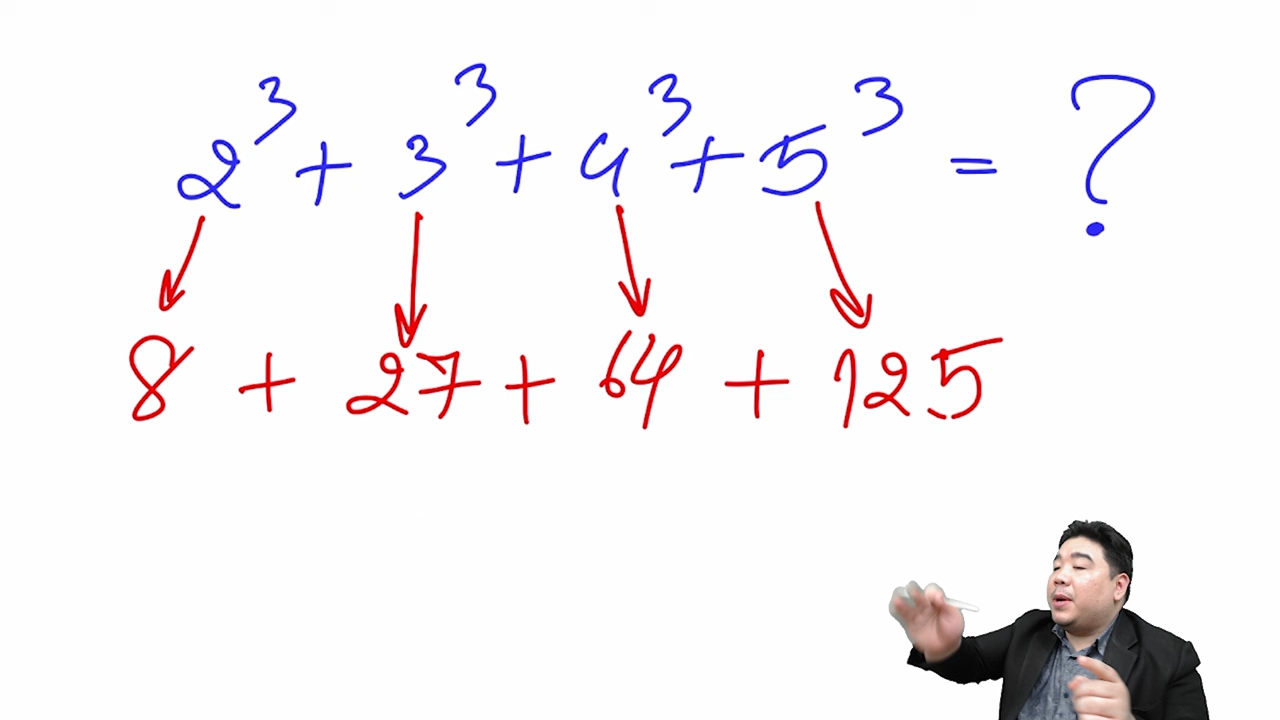 2³ + 3³ + 4³ + 5³ = ?
8 + 27 + 64 + 125